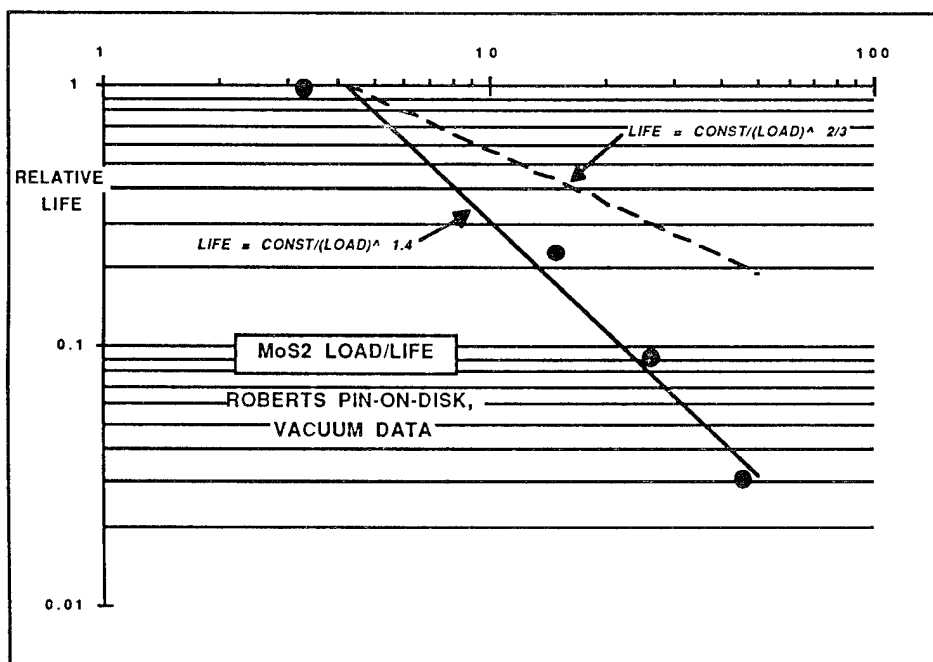 1 10 100
1
LIFE = CONST/(LOAD)^ 2/3
RELATIVE
LIFE
LIFE = CONST/(LOAD)^ 1.4
0.1
MoS2 LOAD/LIFE
ROBERTS PIN-ON-DISK,
VACUUM DATA
0.01